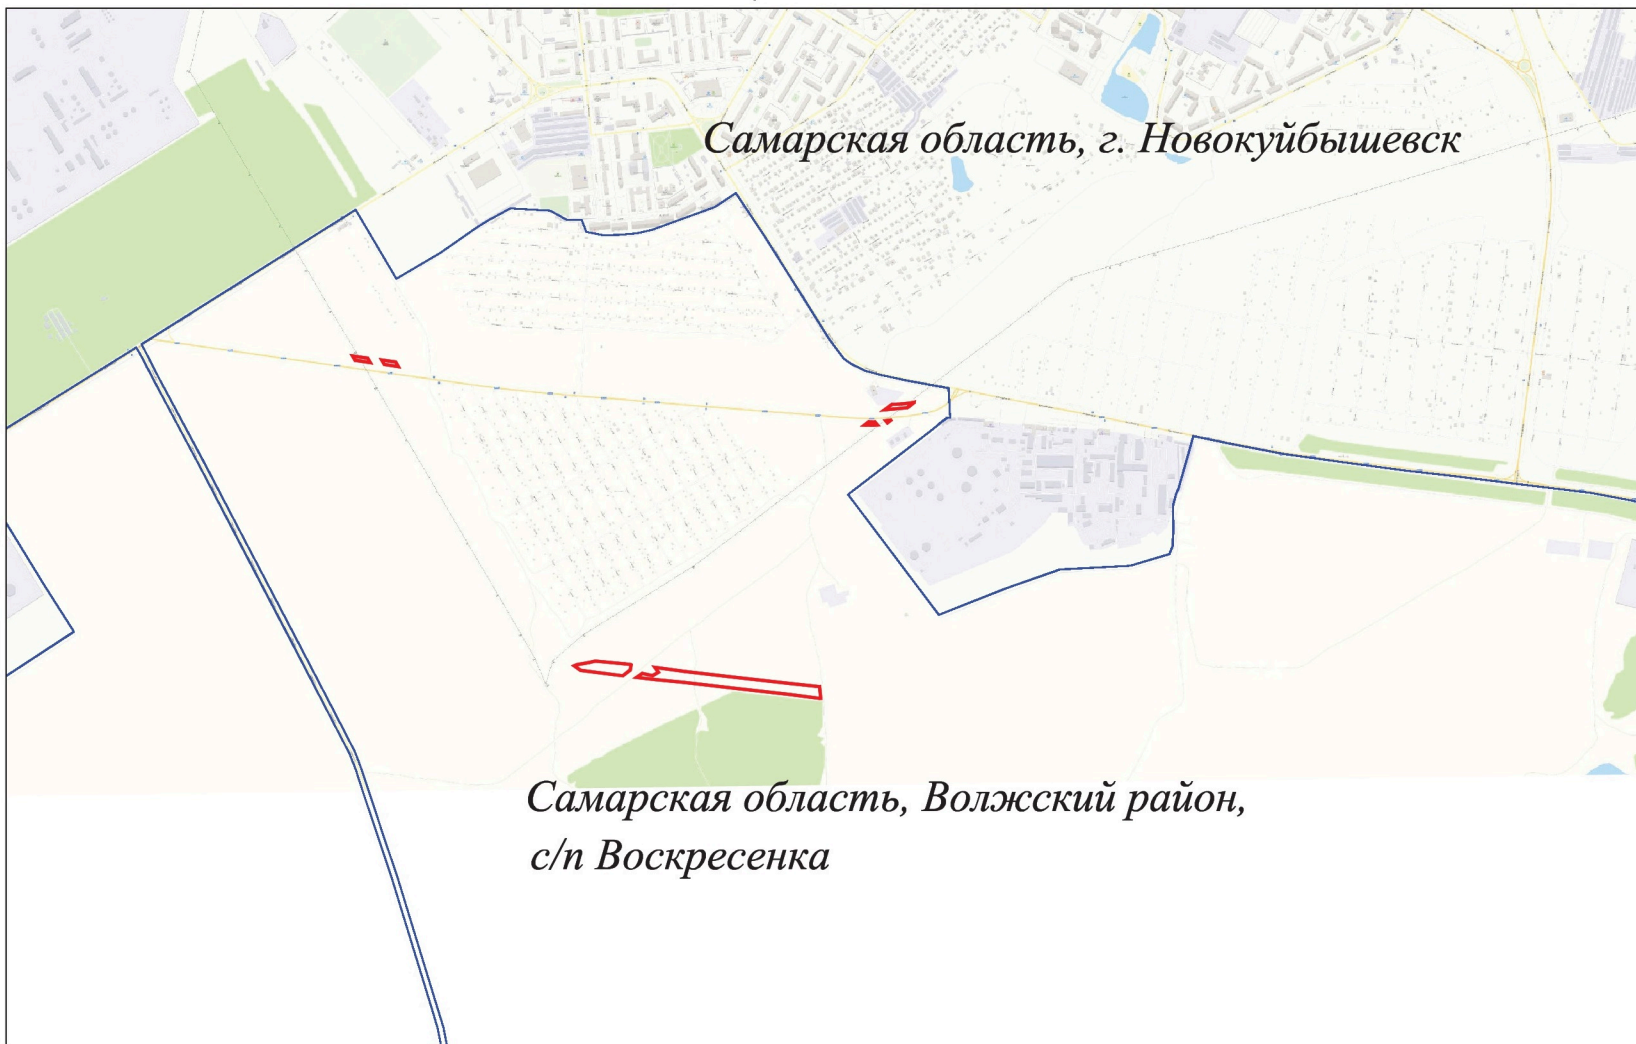 Самарская область, г. Новокуйбышевск
Самарская область, Волжский район,
с/п Воскресенка